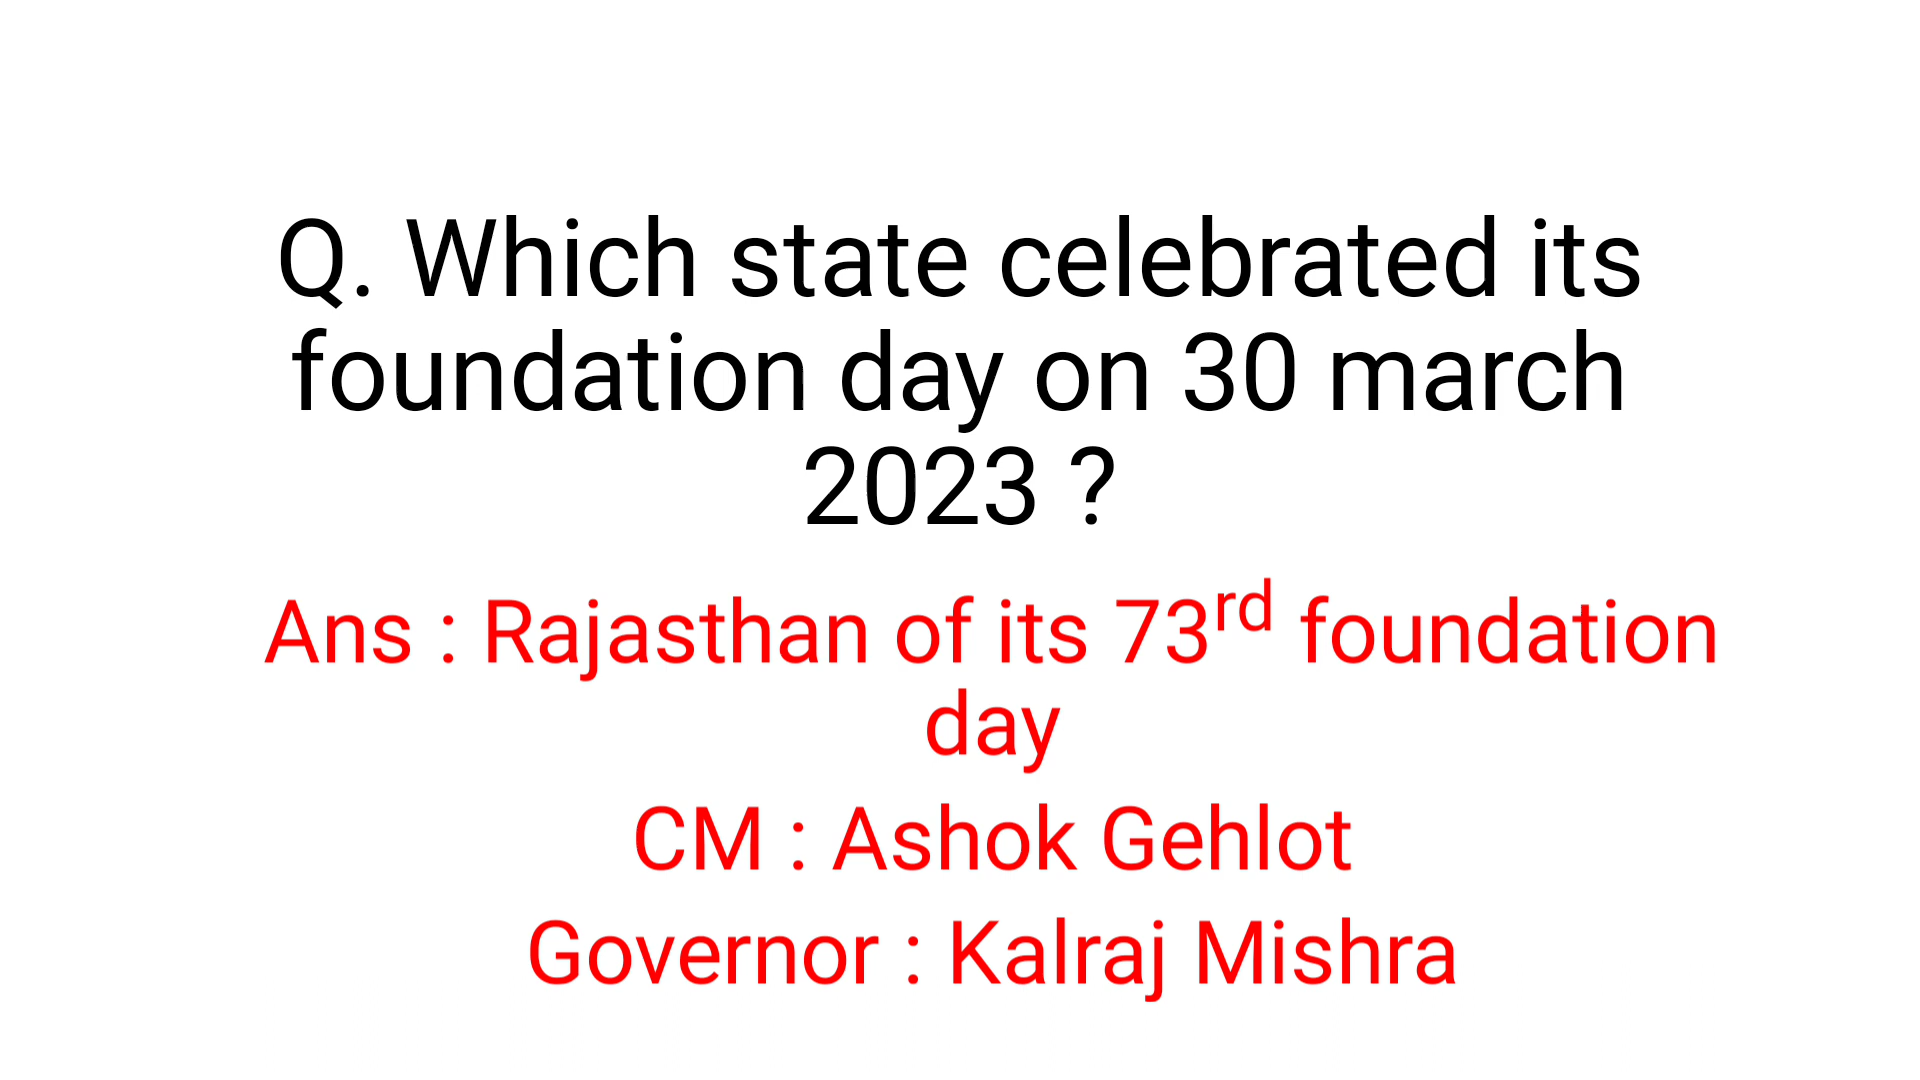 Q. Which state celebrated its
foundation day on 30 march
2023 ?
Ans : Rajasthan of its 73rd foundation
day
CM : Ashok Gehlot
Governor : Kalraj Mishra